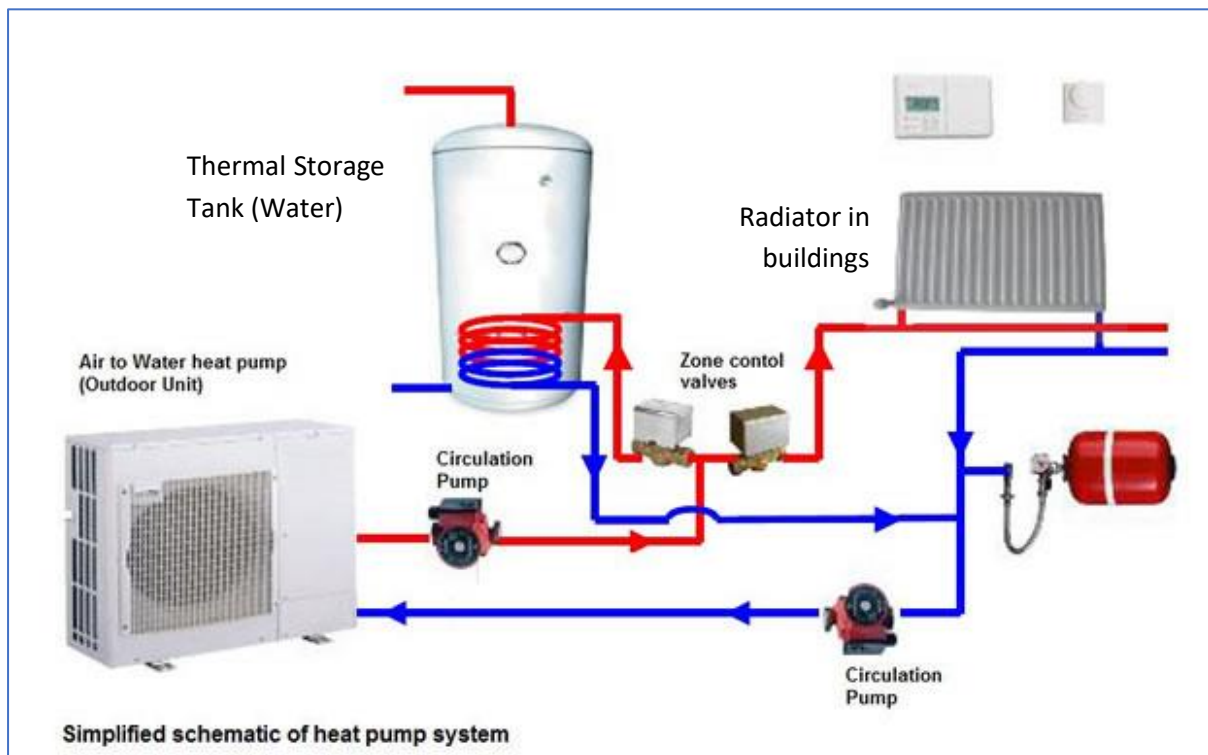 Thermal Storage
Tank (Water)
Radiator in
buildings
Air to Water heat pump
(Outdoor Unit)
Zone contol
valves
Circulation
Pump
Circulation
Pump
Simplified schematic of heat pump system